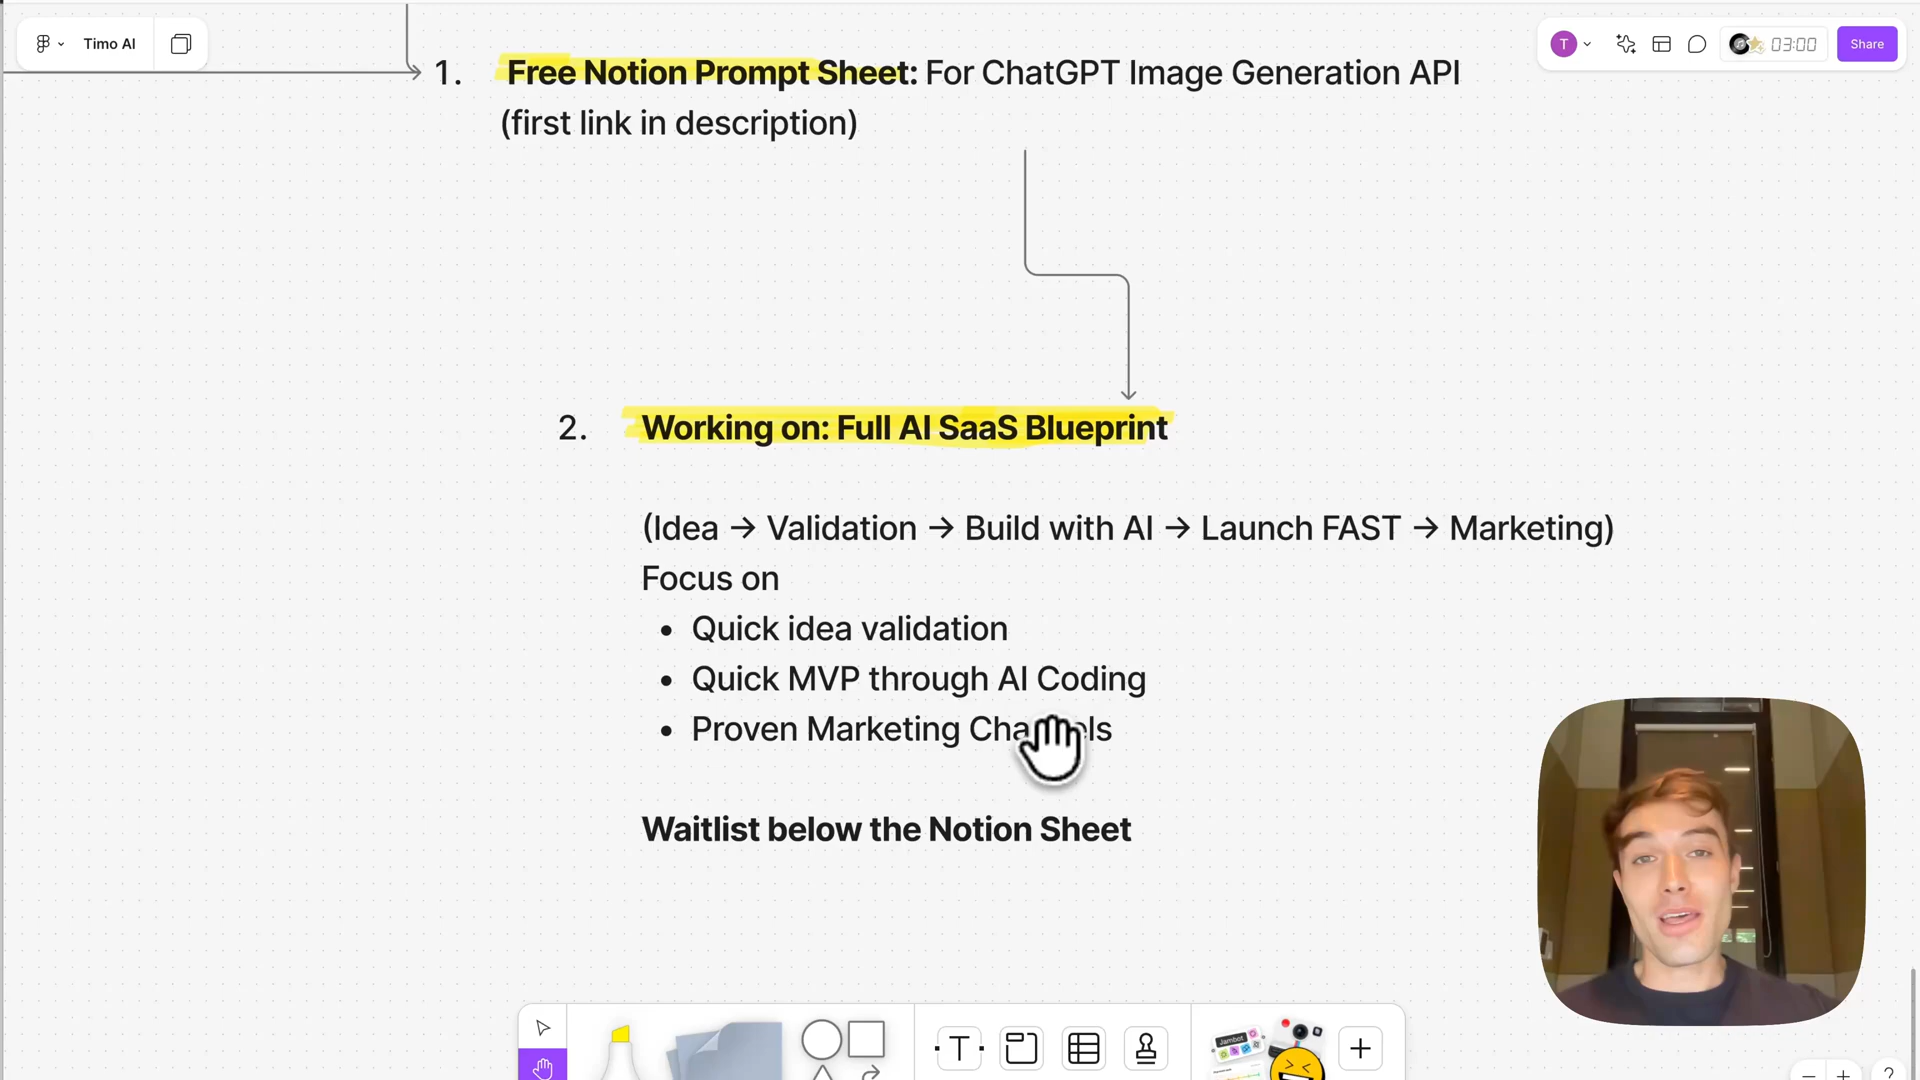 Timo AI
T
03:00
Share
1. Free Notion Prompt Sheet: For ChatGPT Image Generation API
(first link in description)
2. Working on: Full AI SaaS Blueprint
(Idea → Validation → Build with AI → Launch FAST → Marketing)
Focus on
• Quick idea validation
• Quick MVP through AI Coding
• Proven Marketing Cha els
Waitlist below the Notion Sheet
T
Jambot
?